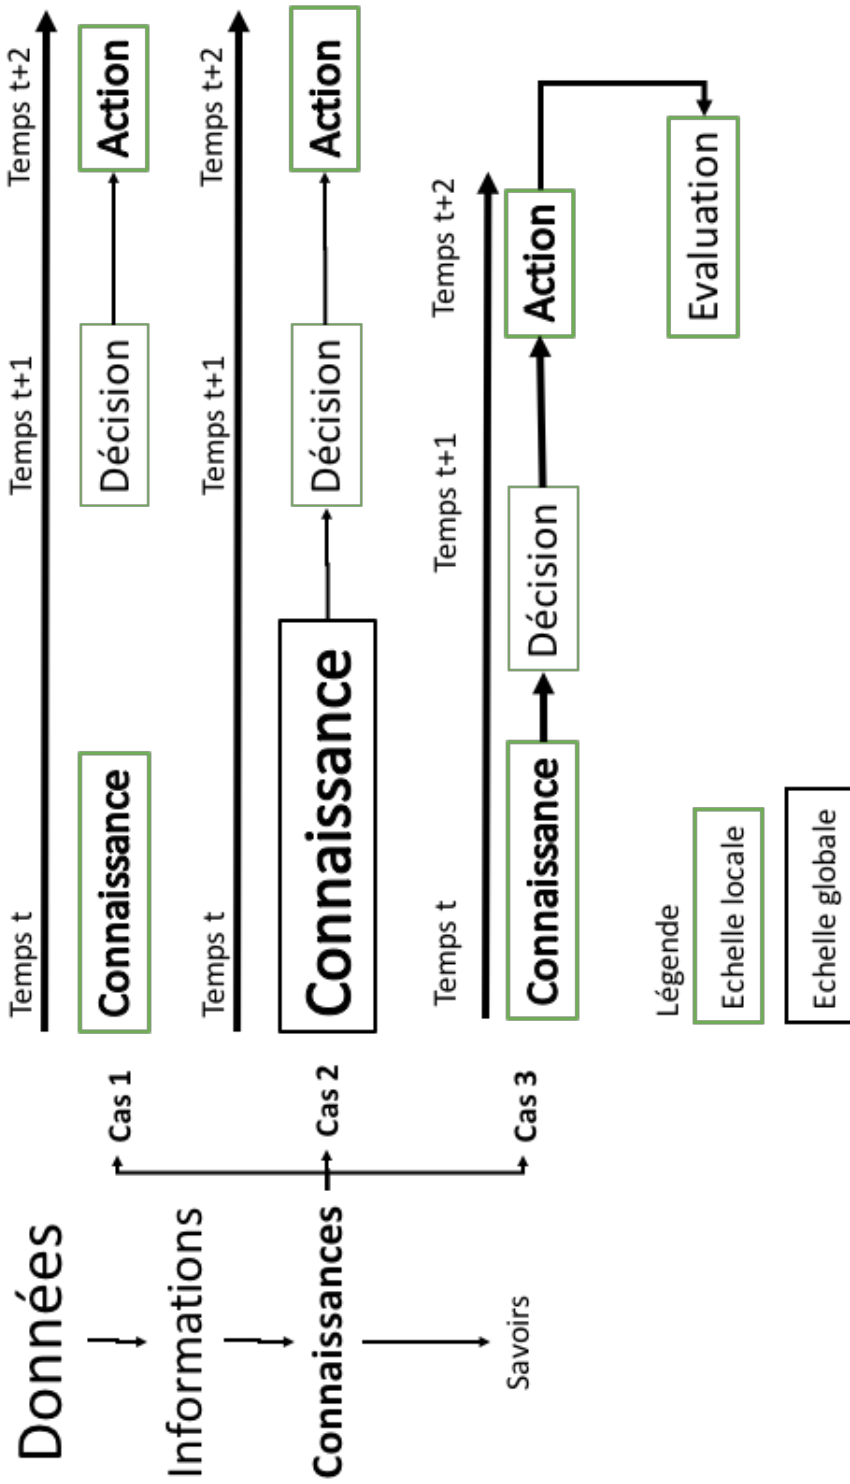 Données
Informations
Connaissances
Savoirs
Cas 1
Temps t
Temps t+1
Temps t+2
Connaissance
Décision
Action
Cas 2
Temps t
Temps t+1
Temps t+2
Connaissance
Décision
Action
Cas 3
Temps t
Temps t+1
Temps t+2
Connaissance
Décision
Action
Evaluation
Légende
Echelle locale
Echelle globale